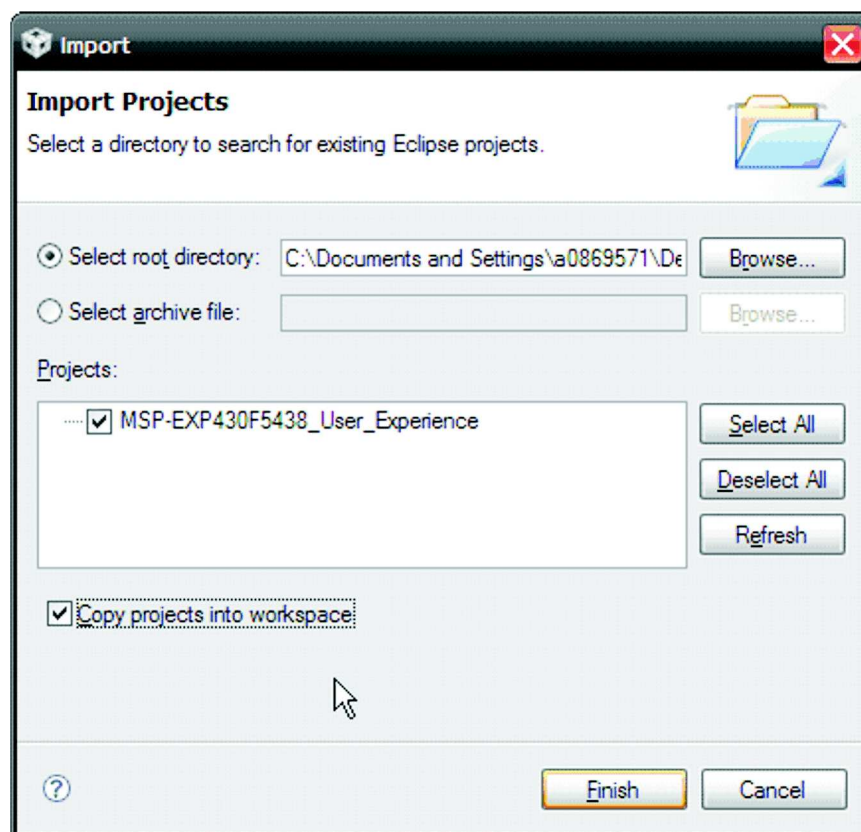 Import
Import Projects
Select a directory to search for existing Eclipse projects.
Select root directory: C:\Documents and Settings\a0869571\De Browse...
Select archive file: Browse...
Projects:
MSP-EXP430F5438_User_Experience
Select All
Deselect All
Refresh
Copy projects into workspace
? Finish Cancel